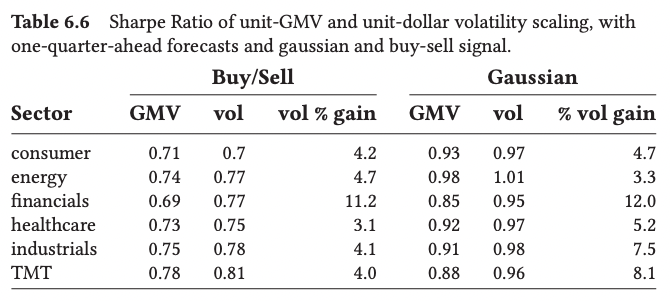 Table 6.6 Sharpe Ratio of unit-GMV and unit-dollar volatility scaling, with
one-quarter-ahead forecasts and gaussian and buy-sell signal.
Buy/Sell Gaussian
Sector GMV vol vol % gain GMV vol % vol gain
consumer 0.71 0.7 4.2 0.93 0.97 4.7
energy 0.74 0.77 4.7 0.98 1.01 3.3
financials 0.69 0.77 11.2 0.85 0.95 12.0
healthcare 0.73 0.75 3.1 0.92 0.97 5.2
industrials 0.75 0.78 4.1 0.91 0.98 7.5
TMT 0.78 0.81 4.0 0.88 0.96 8.1